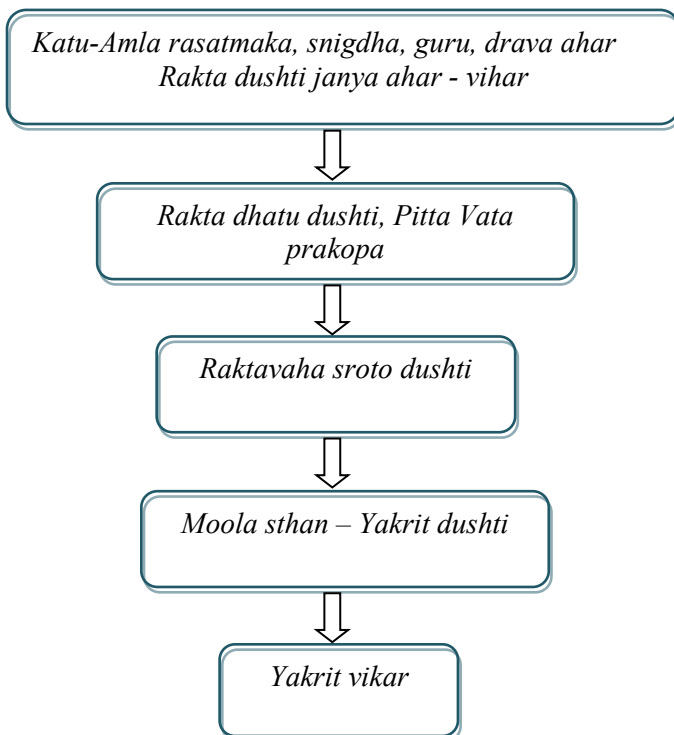 Katu-Amla rasatmaka, snigdha, guru, drava ahar
Rakta dushti janya ahar - vihar
Rakta dhatu dushti, Pitta Vata
prakopa
Raktavaha sroto dushti
Moola sthan – Yakrit dushti
Yakrit vikar